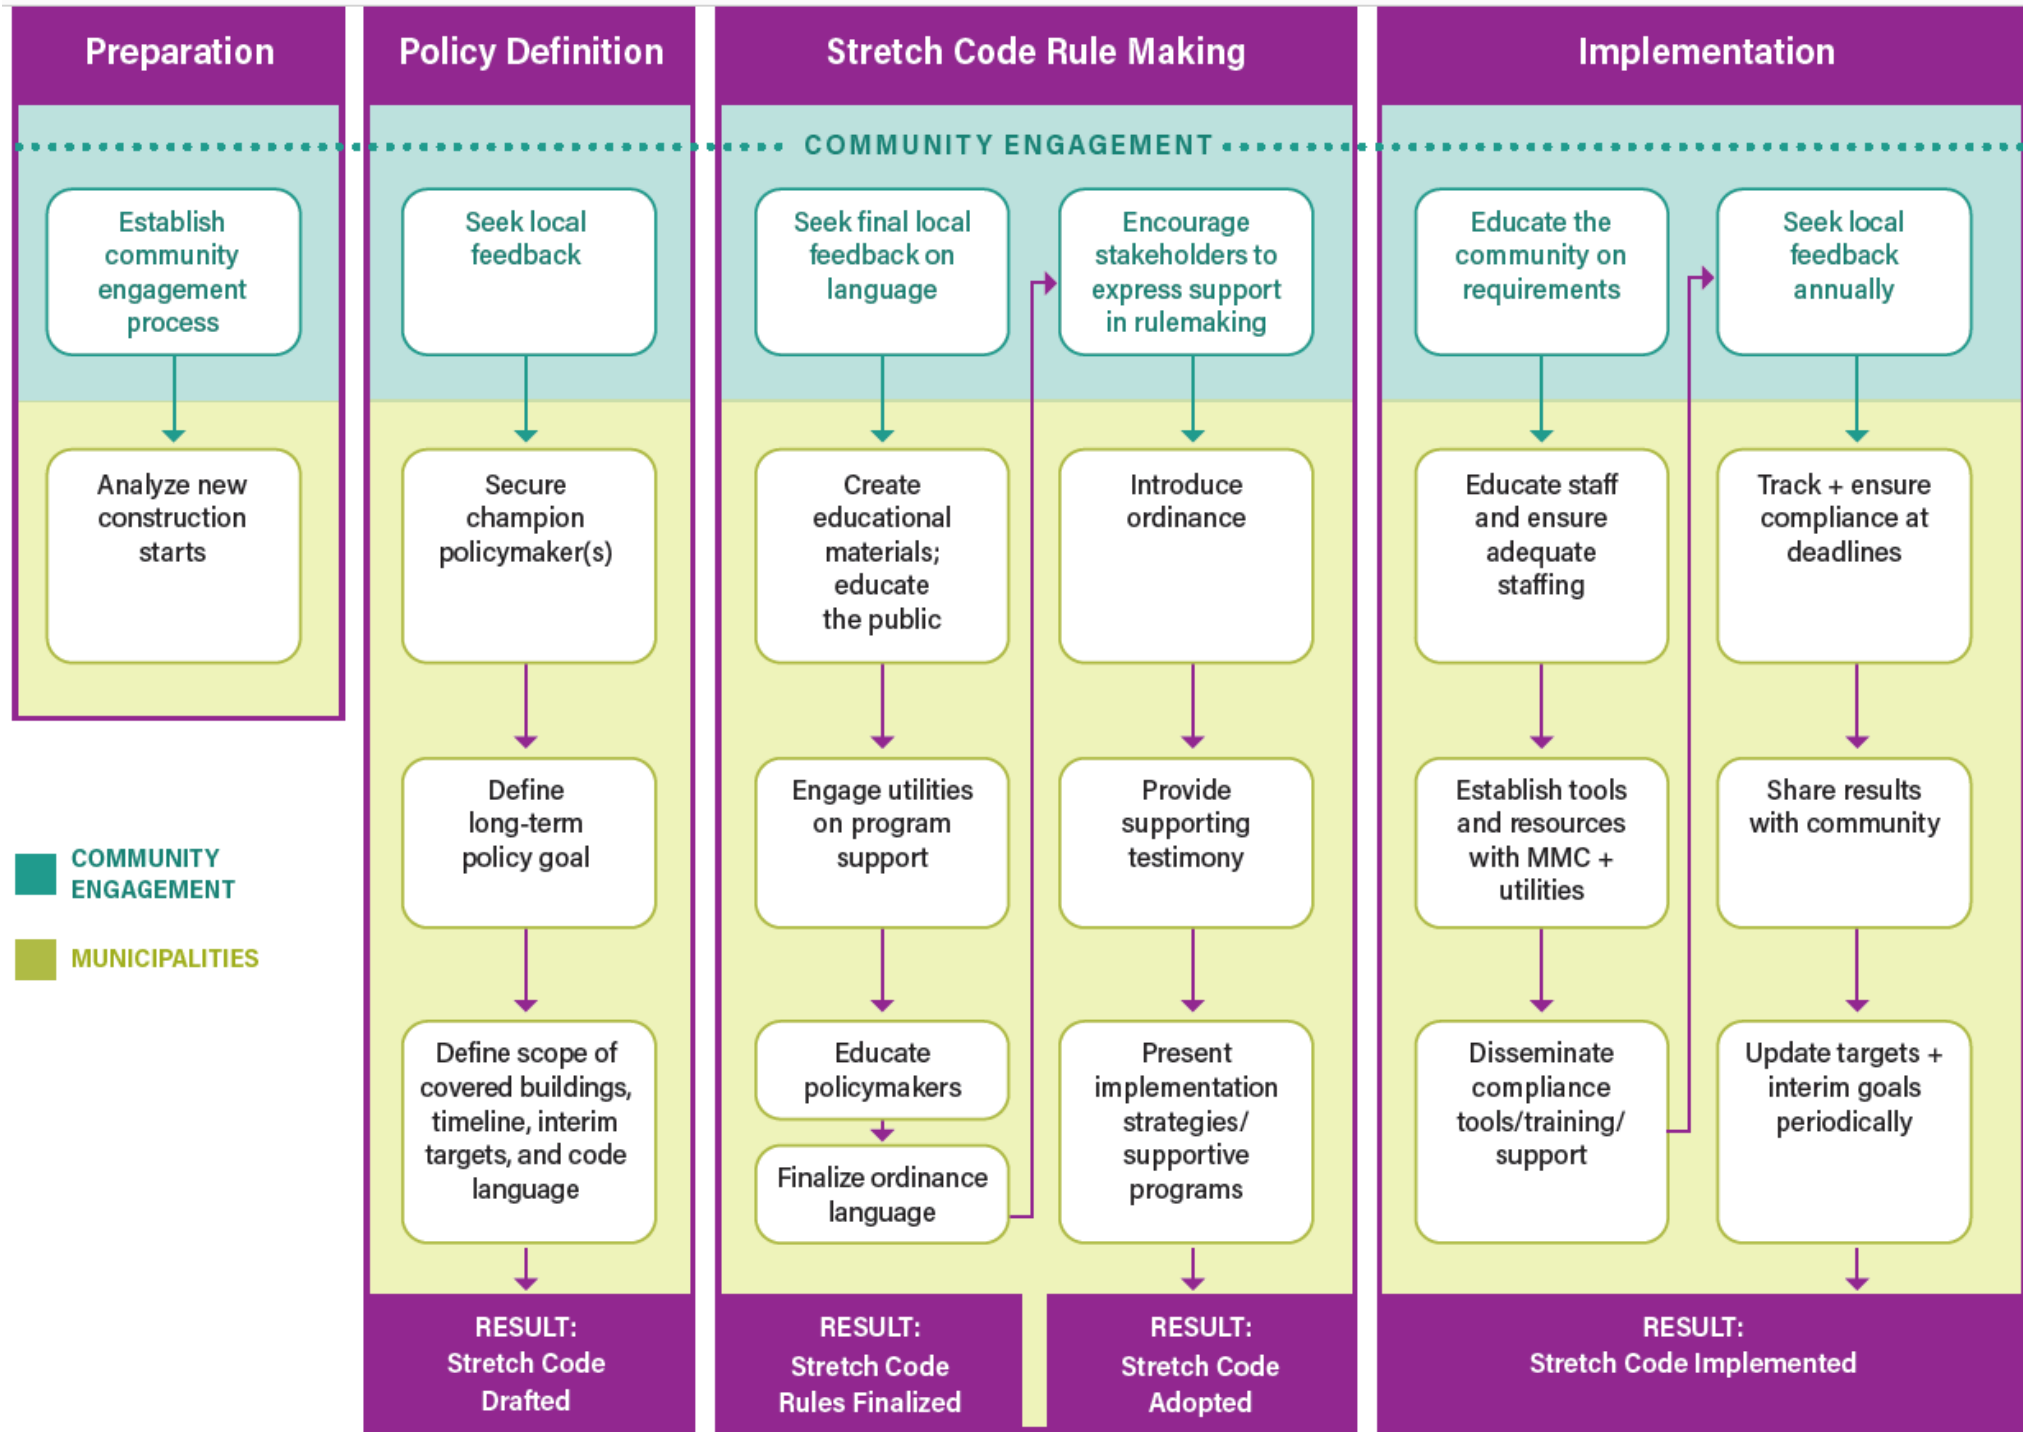 Preparation
Policy Definition
Stretch Code Rule Making
Implementation
COMMUNITY ENGAGEMENT
Establish
community
engagement
process
Analyze new
construction
starts
Seek local
feedback
Secure
champion
policymaker(s)
Define
long-term
policy goal
Define scope of
covered buildings,
timeline, interim
targets, and code
language
RESULT:
Stretch Code
Drafted
Seek final local
feedback on
language
Create
educational
materials;
educate
the public
Engage utilities
on program
support
Educate
policymakers
Finalize ordinance
language
RESULT:
Stretch Code
Rules Finalized
Encourage
stakeholders to
express support
in rulemaking
Introduce
ordinance
Provide
supporting
testimony
Present
implementation
strategies/
supportive
programs
RESULT:
Stretch Code
Adopted
Educate the
community on
requirements
Educate staff
and ensure
adequate
staffing
Establish tools
and resources
with MMC +
utilities
Disseminate
compliance
tools/training/
support
Seek local
feedback
annually
Track + ensure
compliance at
deadlines
Share results
with community
Update targets +
interim goals
periodically
RESULT:
Stretch Code Implemented
COMMUNITY
ENGAGEMENT
MUNICIPALITIES